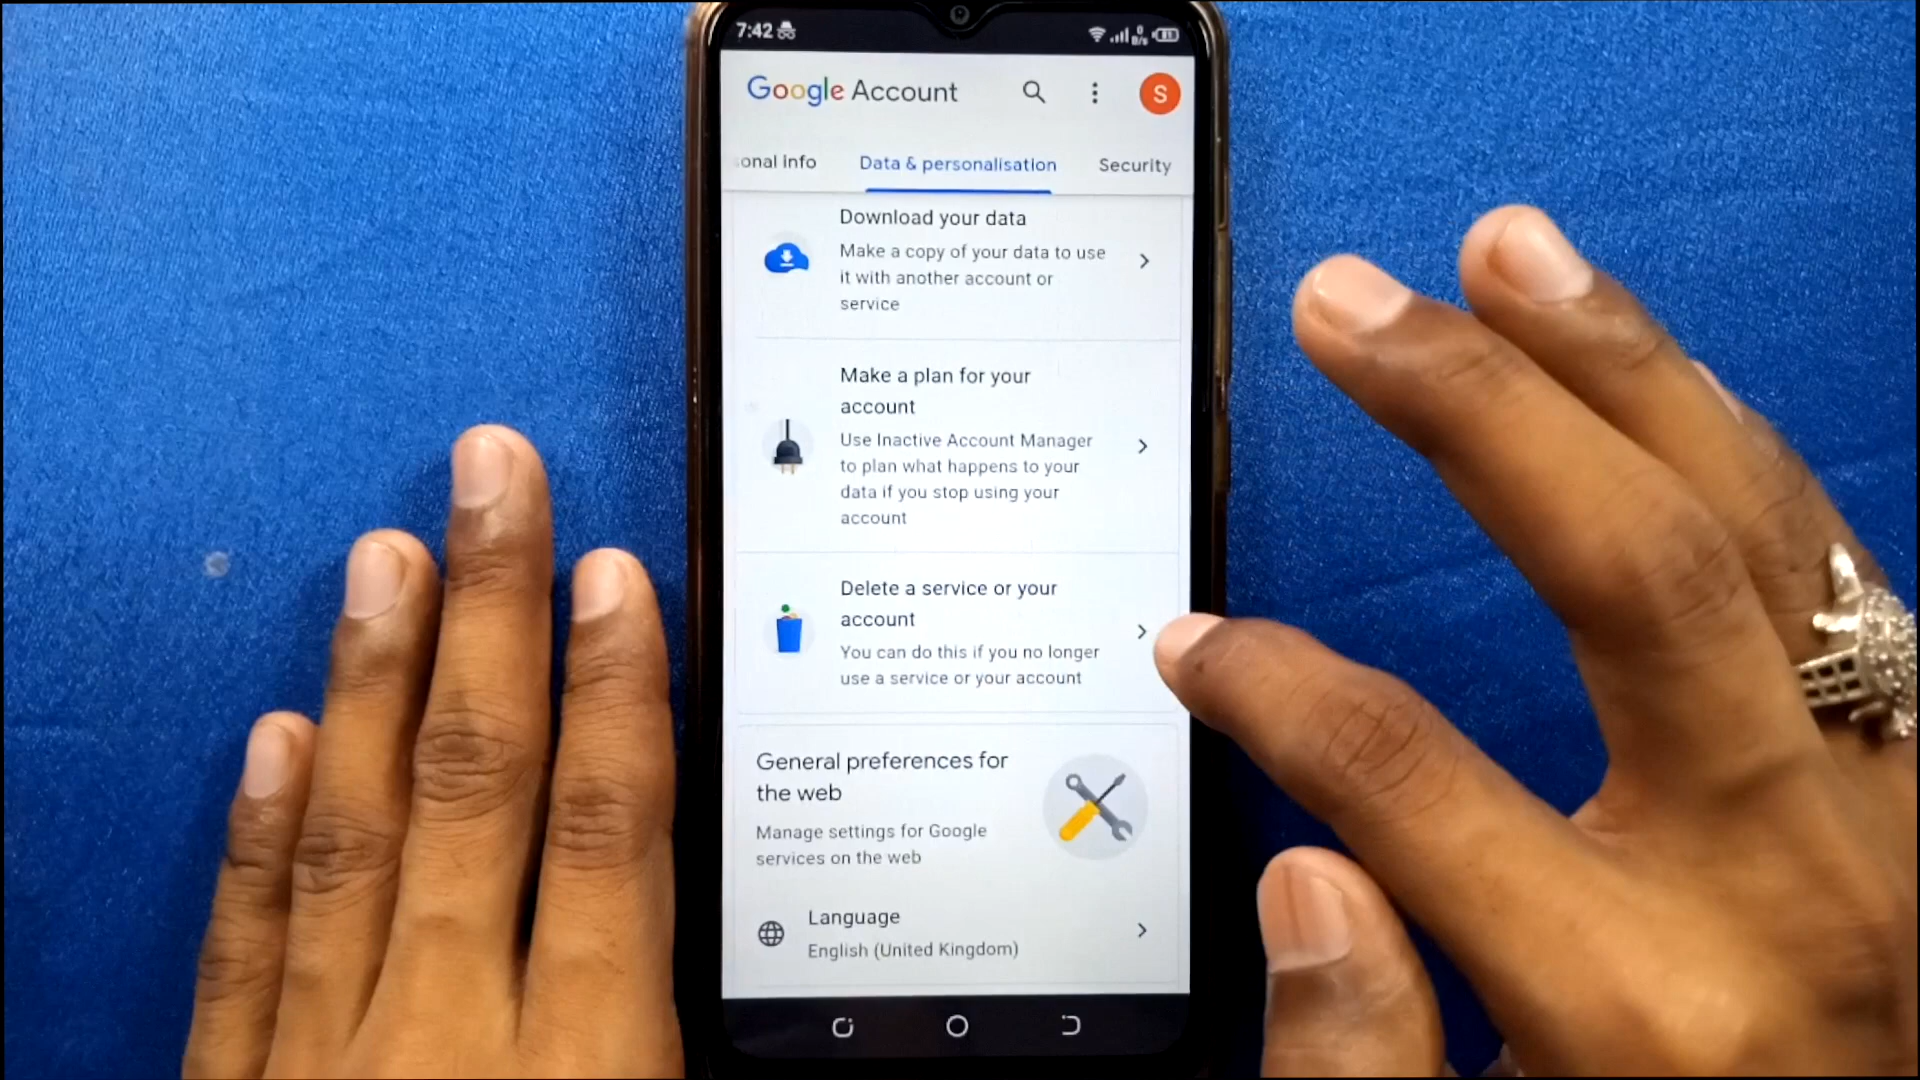 7:42
81
Google Account
S
onal info
Data & personalisation
Security
Download your data
Make a copy of your data to use
it with another account or
service
Make a plan for your
account
Use Inactive Account Manager
to plan what happens to your
data if you stop using your
account
Delete a service or your
account
You can do this if you no longer
use a service or your account
General preferences for
the web
Manage settings for Google
services on the web
Language
English (United Kingdom)